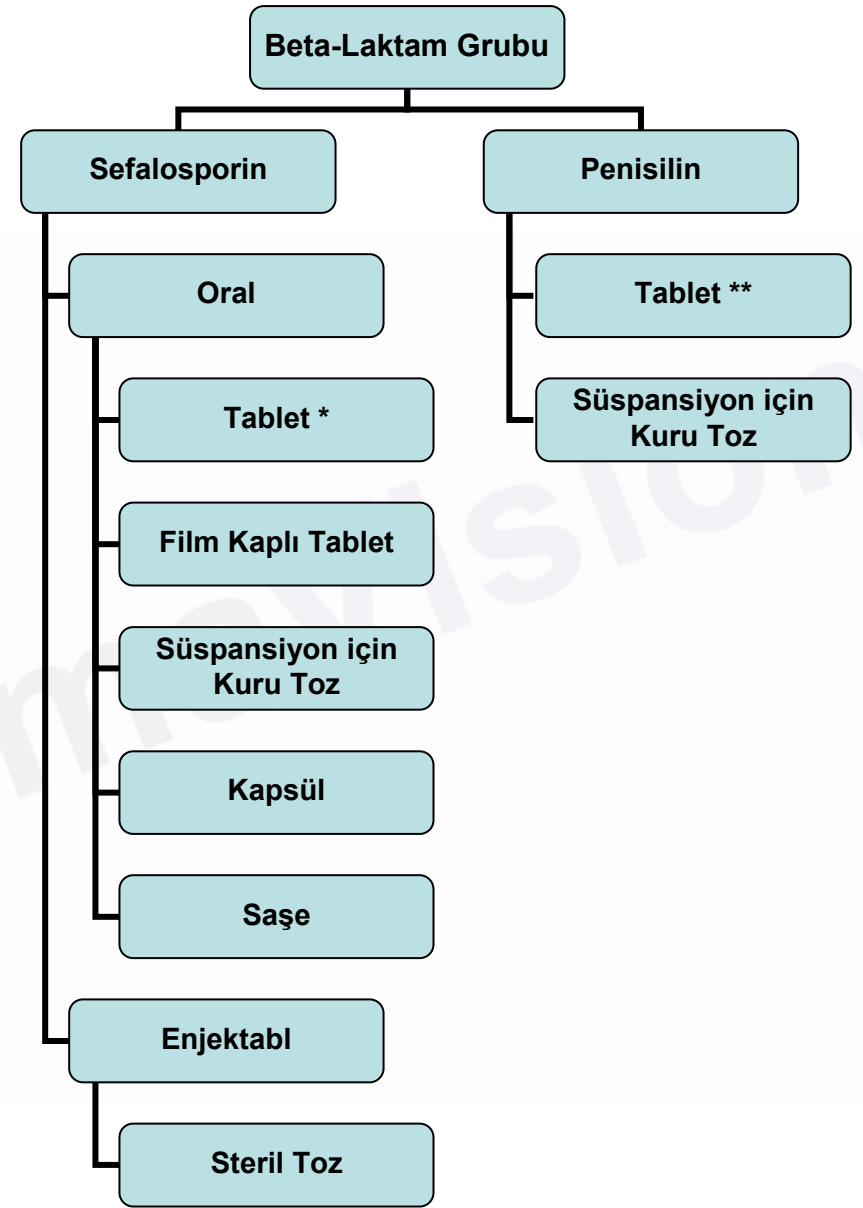 Beta-Laktam Grubu
Sefalosporin
Oral
Tablet *
Film Kaplı Tablet
Süspansiyon için
Kuru Toz
Kapsül
Saşe
Enjektabl
Steril Toz
Penisilin
Tablet **
Süspansiyon için
Kuru Toz